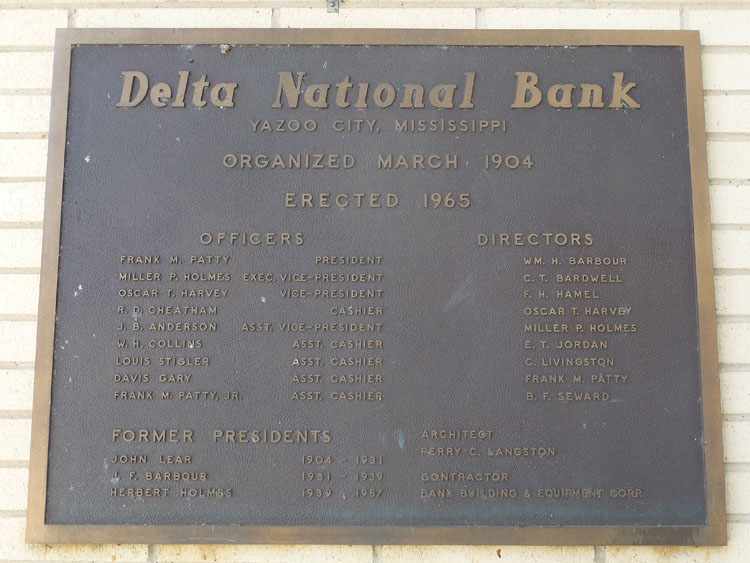 Delta National Bank
YAZOO CITY, MISSISSIPPI
ORGANIZED MARCH 1904
ERECTED 1965
OFFICERS
FRANK M. PATTY PRESIDENT
MILLER P. HOLMES EXEC. VICE-PRESIDENT
OSCAR T. HARVEY VICE-PRESIDENT
R. D. CHEATHAM CASHIER
J. B. ANDERSON ASST. VICE-PRESIDENT
W. H. COLLINS ASST. CASHIER
LOUIS STIGLER ASST. CASHIER
DAVIS GARY ASST. CASHIER
FRANK M. PATTY, JR. ASST. CASHIER
DIRECTORS
WM. H. BARBOUR
C. T. BARDWELL
F. H. HAMEL
OSCAR T. HARVEY
MILLER P. HOLMES
E. T. JORDAN
C. LIVINGSTON
FRANK M. PATTY
B. F. SEWARD
FORMER PRESIDENTS
JOHN LEAR 1904 - 1931
J. F. BARBOUR 1931 - 1939
HERBERT HOLMES 1939 - 1957
ARCHITECT
PERRY C. LANGSTON
CONTRACTOR
BANK BUILDING & EQUIPMENT CORP.